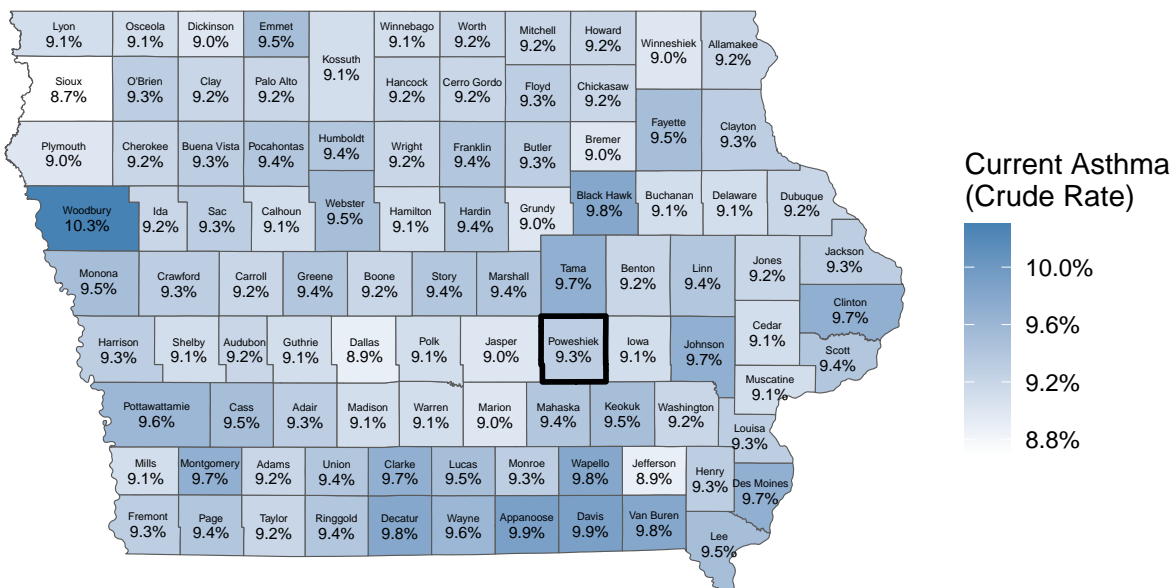 Lyon
9.1%
Osceola
9.1%
Dickinson
9.0%
Emmet
9.5%
Kossuth
9.1%
Winnebago
9.1%
Worth
9.2%
Mitchell
9.2%
Howard
9.2%
Winneshiek
9.0%
Allamakee
9.2%
Sioux
8.7%
O'Brien
9.3%
Clay
9.2%
Palo Alto
9.2%
Hancock
9.2%
Cerro Gordo
9.2%
Floyd
9.3%
Chickasaw
9.2%
Fayette
9.5%
Clayton
9.3%
Plymouth
9.0%
Cherokee
9.2%
Buena Vista
9.3%
Pocahontas
9.4%
Humboldt
9.4%
Wright
9.2%
Franklin
9.4%
Butler
9.3%
Bremer
9.0%
Woodbury
10.3%
Ida
9.2%
Sac
9.3%
Calhoun
9.1%
Webster
9.5%
Hamilton
9.1%
Hardin
9.4%
Grundy
9.0%
Black Hawk
9.8%
Buchanan
9.1%
Delaware
9.1%
Dubuque
9.2%
Monona
9.5%
Crawford
9.3%
Carroll
9.2%
Greene
9.4%
Boone
9.2%
Story
9.4%
Marshall
9.4%
Tama
9.7%
Benton
9.2%
Linn
9.4%
Jones
9.2%
Jackson
9.3%
Clinton
9.7%
Harrison
9.3%
Shelby
9.1%
Audubon
9.2%
Guthrie
9.1%
Dallas
8.9%
Polk
9.1%
Jasper
9.0%
Poweshiek
9.3%
Iowa
9.1%
Johnson
9.7%
Cedar
9.1%
Scott
9.4%
Muscatine
9.1%
Pottawattamie
9.6%
Cass
9.5%
Adair
9.3%
Madison
9.1%
Warren
9.1%
Marion
9.0%
Mahaska
9.4%
Keokuk
9.5%
Washington
9.2%
Louisa
9.3%
Mills
9.1%
Montgomery
9.7%
Adams
9.2%
Union
9.4%
Clarke
9.7%
Lucas
9.5%
Monroe
9.3%
Wapello
9.8%
Jefferson
8.9%
Henry
9.3%
Des Moines
9.7%
Fremont
9.3%
Page
9.4%
Taylor
9.2%
Ringgold
9.4%
Decatur
9.8%
Wayne
9.6%
Appanoose
9.9%
Davis
9.9%
Van Buren
9.8%
Lee
9.5%
Current Asthma
(Crude Rate)
10.0%
9.6%
9.2%
8.8%